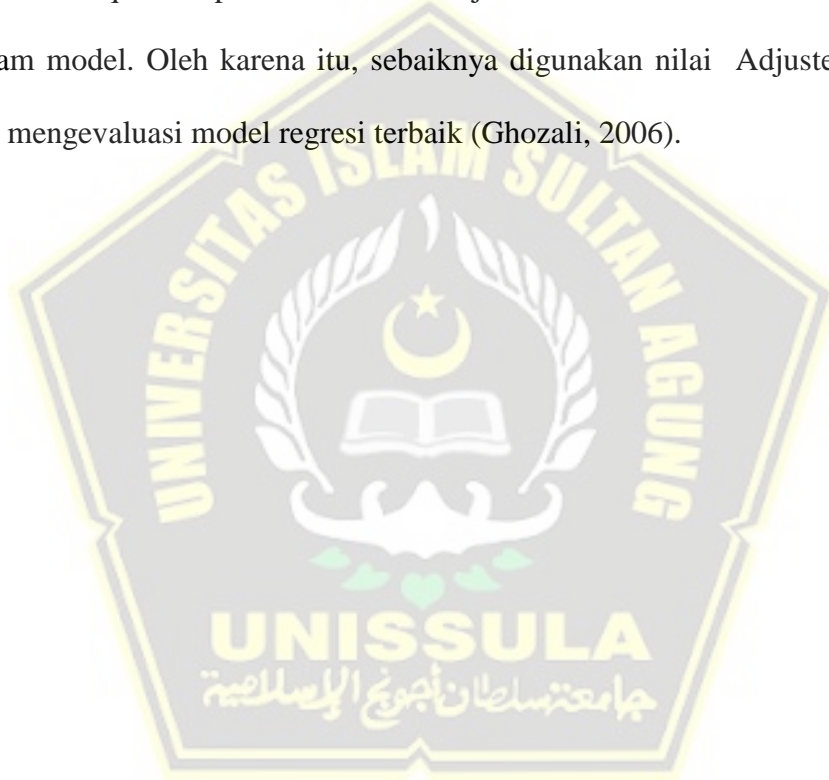 am model. Oleh karena itu, sebaiknya digunakan nilai Adjuste
mengevaluasi model regresi terbaik (Ghozali, 2006).
UNIVERSITAS ISLAM SULTAN AGUNG
UNISSULA
جامعة سلطان أجونج الإسلامية